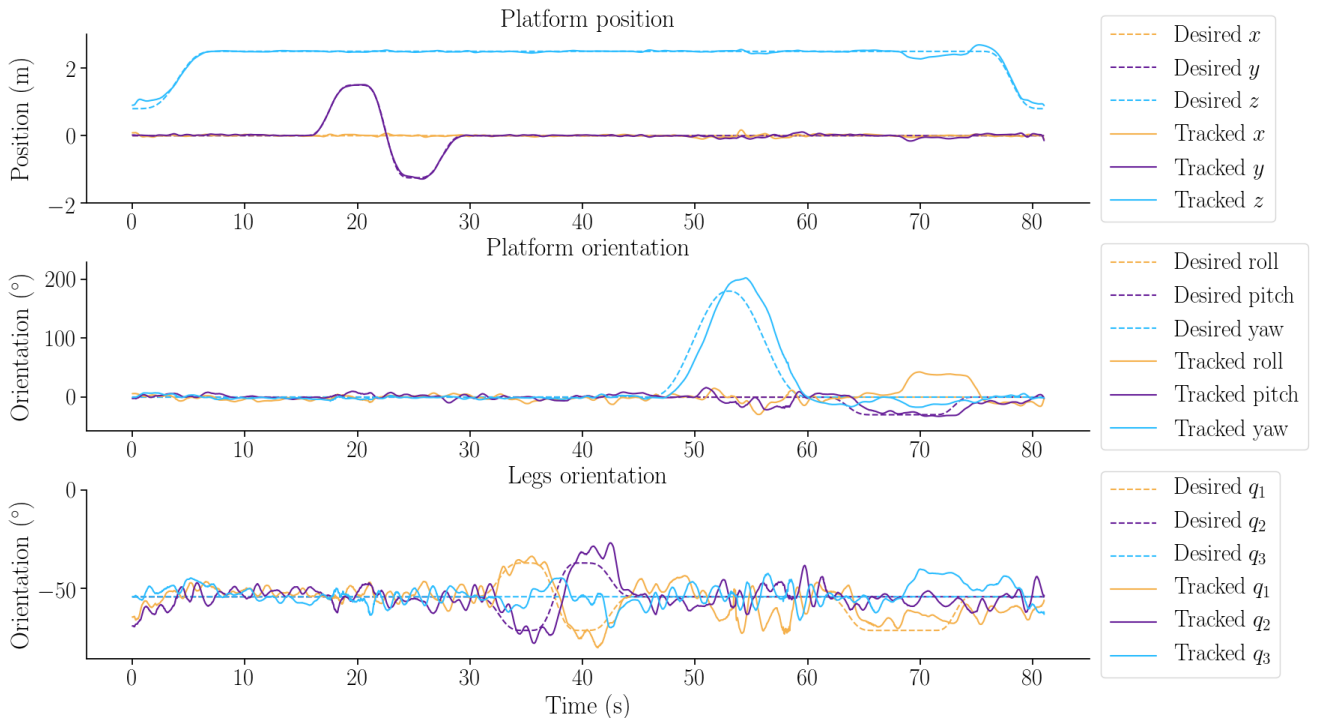 Platform position
Position (m)
2
0
−2
0 10 20 30 40 50 60 70 80
Desired x
Desired y
Desired z
Tracked x
Tracked y
Tracked z
Platform orientation
Orientation (°)
200
100
0
0 10 20 30 40 50 60 70 80
Desired roll
Desired pitch
Desired yaw
Tracked roll
Tracked pitch
Tracked yaw
Legs orientation
Orientation (°)
0
−50
0 10 20 30 40 50 60 70 80
Time (s)
Desired q₁
Desired q₂
Desired q₃
Tracked q₁
Tracked q₂
Tracked q₃